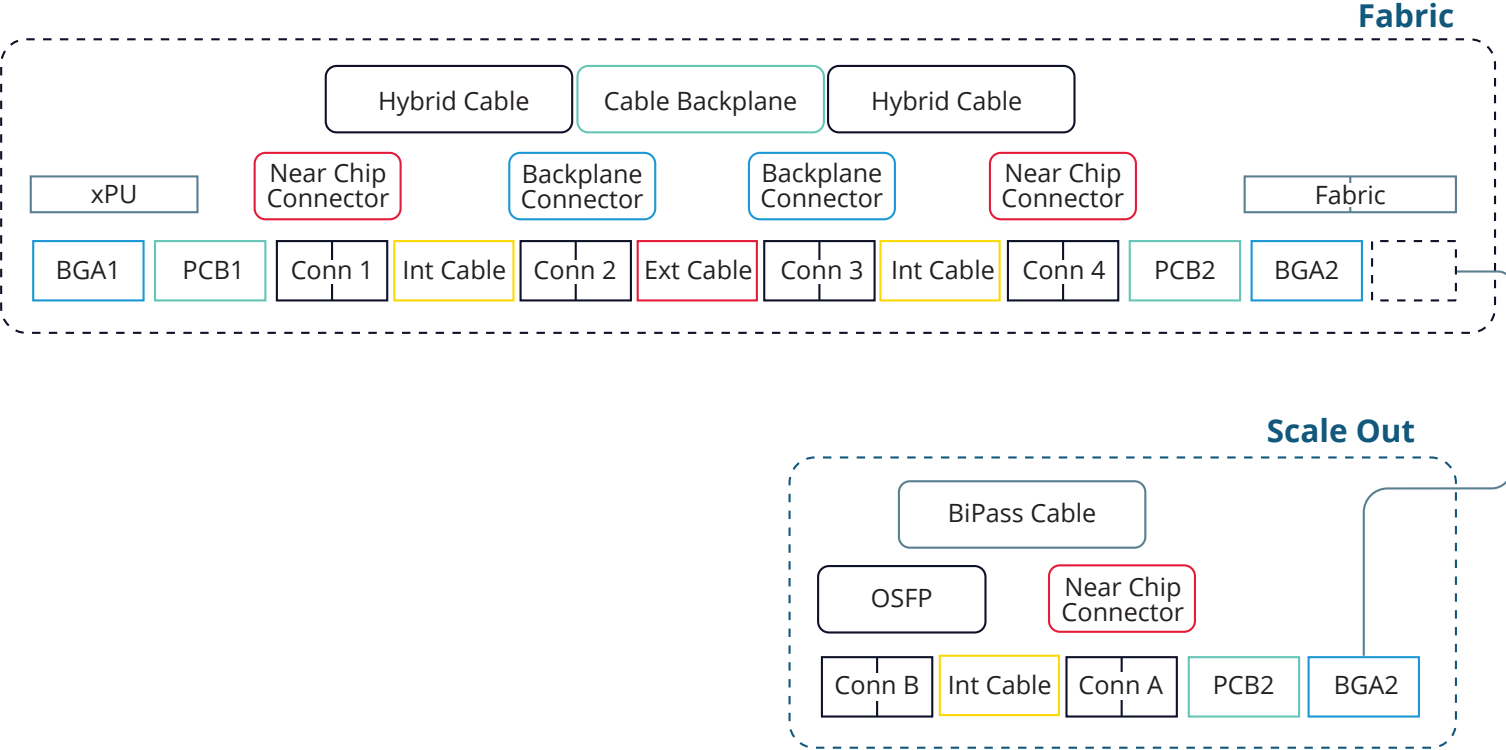 Fabric
Hybrid Cable
Cable Backplane
Hybrid Cable
xPU
Near Chip
Connector
Backplane
Connector
Backplane
Connector
Near Chip
Connector
Fabric
BGA1
PCB1
Conn 1
Int Cable
Conn 2
Ext Cable
Conn 3
Int Cable
Conn 4
PCB2
BGA2
Scale Out
BiPass Cable
OSFP
Near Chip
Connector
Conn B
Int Cable
Conn A
PCB2
BGA2